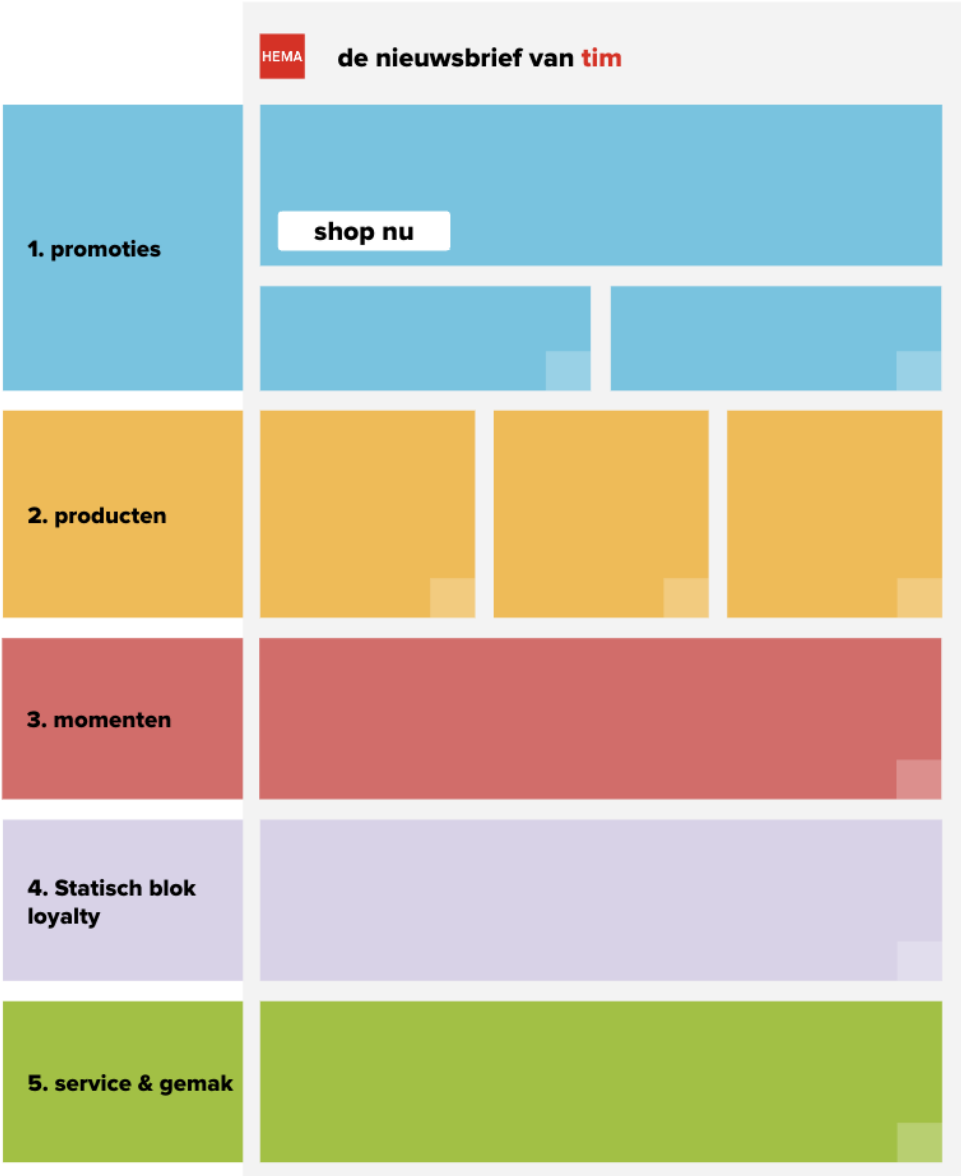 HEMA
de nieuwsbrief van tim
1. promoties
shop nu
2. producten
3. momenten
4. Statisch blok
loyalty
5. service & gemak